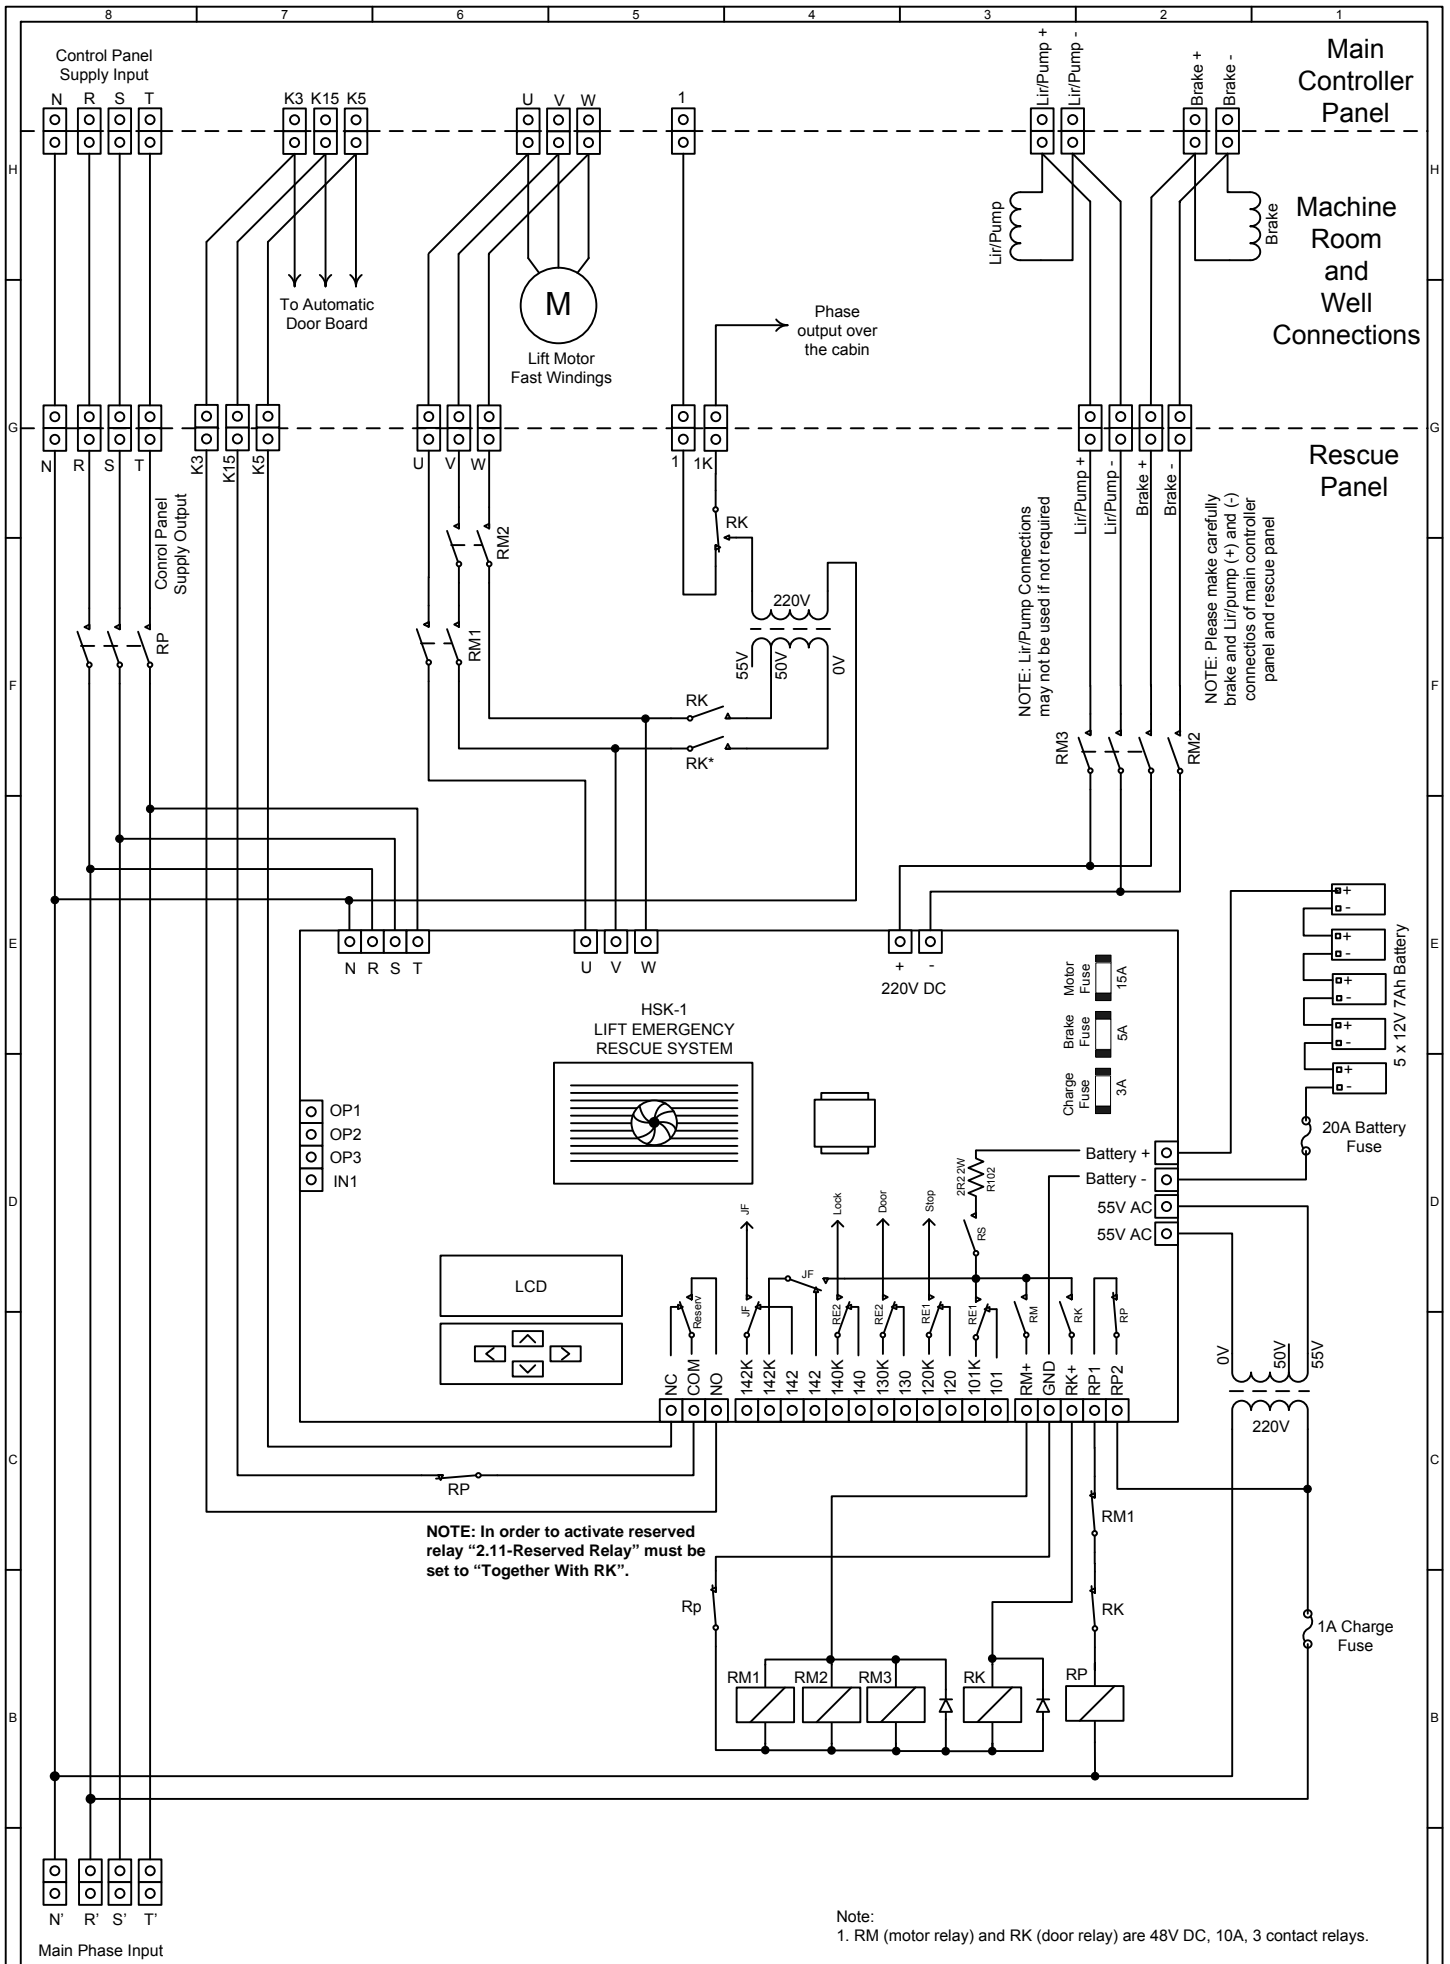 8 7 6 5 4 3 2 1
Control Panel
Supply Input
N R S T
K3 K15 K5
U V W
1
Lir/Pump +
Lir/Pump -
Brake +
Brake -
Main
Controller
Panel
H H
Lir/Pump
Brake
Machine
Room
and
Well
Connections
To Automatic
Door Board
M
Lift Motor
Fast Windings
Phase
output over
the cabin
G G
N R S T
K3 K15 K5
U V W
1 1K
Lir/Pump +
Lir/Pump -
Brake +
Brake -
Rescue
Panel
Conrol Panel
Supply Output
RP
RM2
RM1
RK
220V
55V 50V 0V
RK
RK*
NOTE: Lir/Pump Connections
may not be used if not required
NOTE: Please make carefully
brake and Lir/pump (+) and (-)
connectios of main controller
panel and rescue panel
RM3
RM2
F F
E E
N R S T
U V W
+ -
220V DC
HSK-1
LIFT EMERGENCY
RESCUE SYSTEM
Motor
Fuse
15A
Brake
Fuse
5A
Charge
Fuse
3A
+
-
+
-
+
-
+
-
+
-
5 x 12V 7Ah Battery
20A Battery
Fuse
OP1
OP2
OP3
IN1
D D
Battery +
Battery -
55V AC
55V AC
2R2 2W
R102
RS
JF
Lock
Door
Stop
LCD
Reserv
JF
JF
RE2
RE2
RE1
RE1
RM
RK
RP
NC COM NO 142K 142K 142 142 140K 140 130K 130 120K 120 101K 101 RM+ GND RK+ RP1 RP2
0V 50V 55V
220V
C C
RP
NOTE: In order to activate reserved
relay “2.11-Reserved Relay” must be
set to “Together With RK”.
RM1
Rp
RK
1A Charge
Fuse
RM1 RM2 RM3 RK RP
B B
N’ R’ S’ T’
Main Phase Input
Note:
1. RM (motor relay) and RK (door relay) are 48V DC, 10A, 3 contact relays.